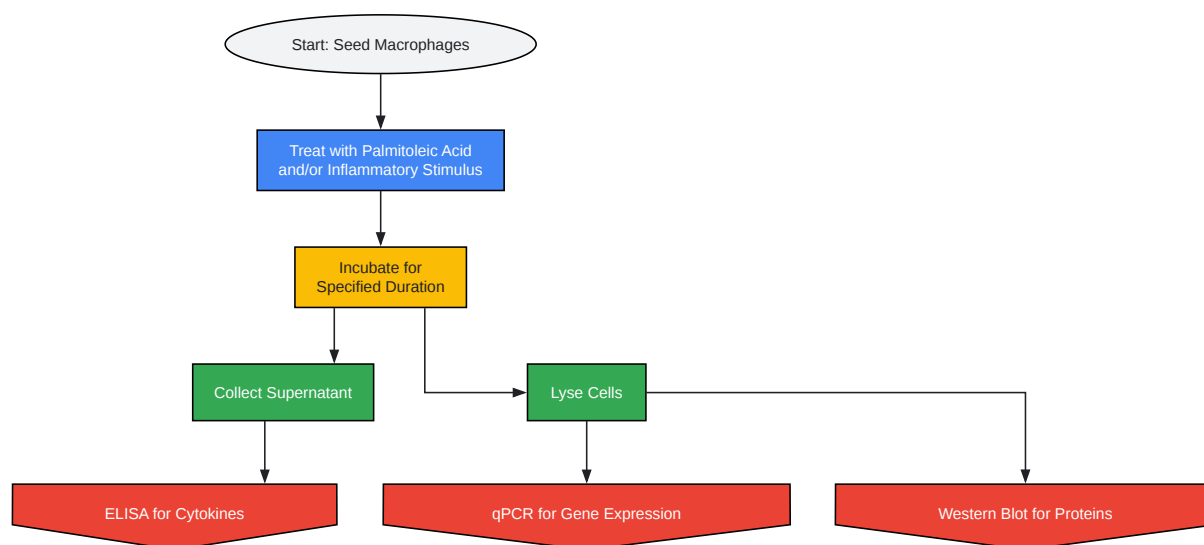 Start: Seed Macrophages
Treat with Palmitoleic Acid
and/or Inflammatory Stimulus
Incubate for
Specified Duration
Collect Supernatant
Lyse Cells
ELISA for Cytokines
qPCR for Gene Expression
Western Blot for Proteins